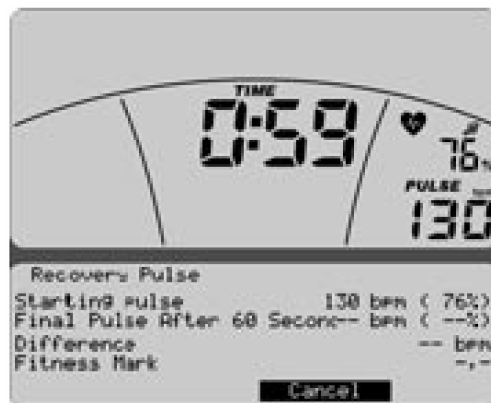 TIME
0:59
76%
PULSE
130
Recovery Pulse
Starting pulse 130 bpm ( 76%)
Final Pulse After 60 Second-- bpm ( --%)
Difference -- bpm
Fitness Mark -,-
Cancel